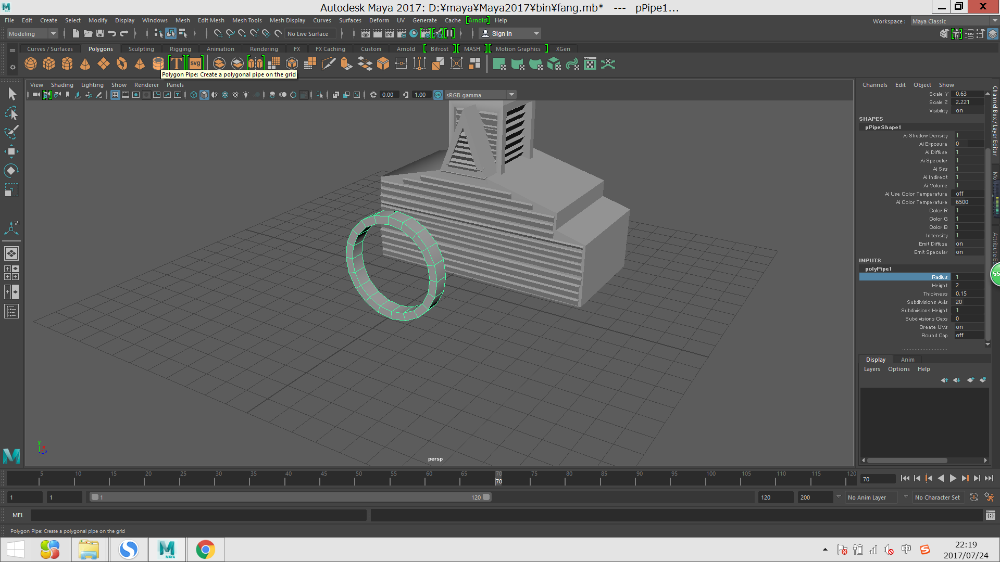 Autodesk Maya 2017: D:¥maya¥Maya2017¥bin¥fang.mb* --- pPipe1...
File Edit Create Select Modify Display Windows Mesh Edit Mesh Mesh Tools Mesh Display Curves Surfaces Deform UV Generate Cache [Arnold] Help
Workspace : Maya Classic
Modeling
No Live Surface
IPR
Sign In
Curves / Surfaces Polygons Sculpting Rigging Animation Rendering FX FX Caching Custom Arnold Bifrost MASH Motion Graphics XGen
T svg
Polygon Pipe: Create a polygonal pipe on the grid
View Shading Lighting Show Renderer Panels
0.00 1.00 ON sRGB gamma
Channels Edit Object Show
Scale Y 0.63
Scale Z 2.221
Visibility on
SHAPES
pPipeShape1
Ai Shadow Density 1
Ai Exposure 0
Ai Diffuse 1
Ai Specular 1
Ai Sss 1
Ai Indirect 1
Ai Volume 1
Ai Use Color Temperature off
Ai Color Temperature 6500
Color R 1
Color G 1
Color B 1
Intensity 1
Emit Diffuse on
Emit Specular on
INPUTS
polyPipe1
Radius 1
Height 2
Thickness 0.15
Subdivisions Axis 20
Subdivisions Height 1
Subdivisions Caps 0
Create UVs on
Round Cap off
Channel Box / Layer Editor
Mo
Attribute E
55
Display Anim
Layers Options Help
y z
persp
M
5 10 15 20 25 30 35 40 45 50 55 60 65 70 75 80 85 90 95 100 105 110 115 120
70
70
1 1 1 120 120 200 No Anim Layer No Character Set
MEL
Polygon Pipe: Create a polygonal pipe on the grid
MAYA
中
S
22:19
2017/07/24